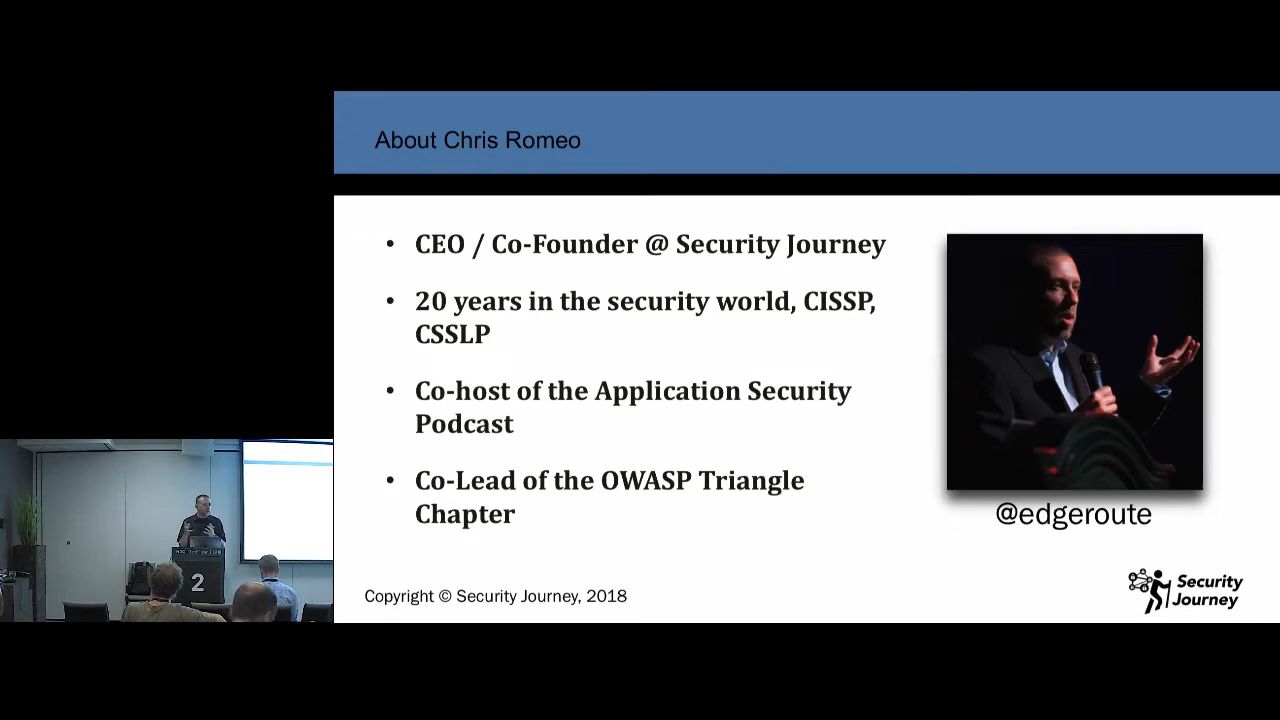 About Chris Romeo
• CEO / Co-Founder @ Security Journey
• 20 years in the security world, CISSP,
CSSLP
• Co-host of the Application Security
Podcast
• Co-Lead of the OWASP Triangle
Chapter
@edgeroute
Copyright © Security Journey, 2018
Security
Journey
2